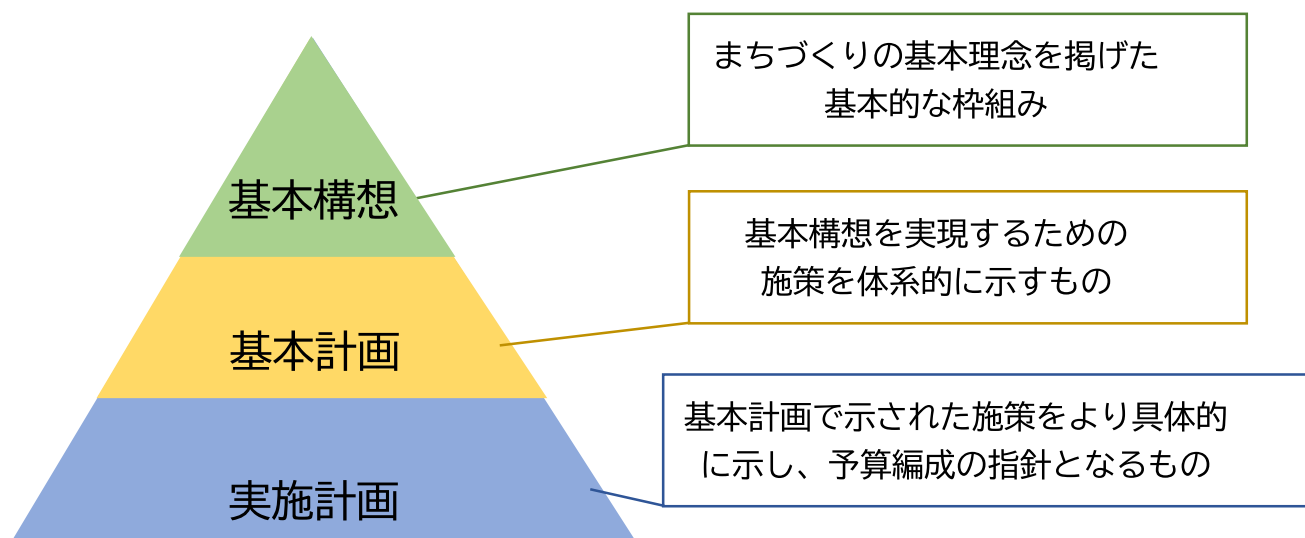 基本構想
まちづくりの基本理念を掲げた
基本的な枠組み
基本計画
基本構想を実現するための
施策を体系的に示すもの
実施計画
基本計画で示された施策をより具体的
に示し、予算編成の指針となるもの